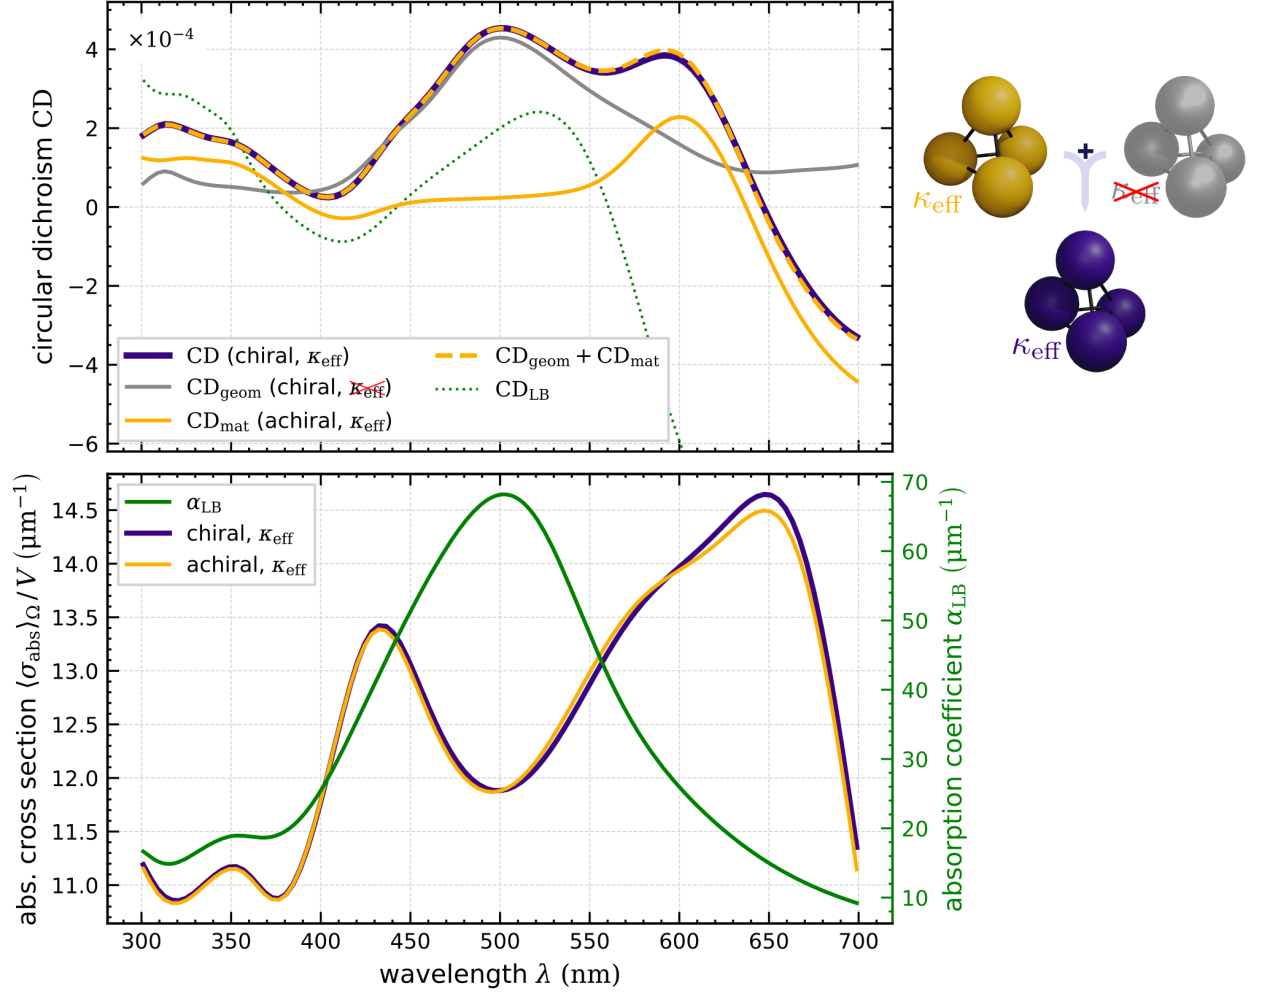 ×10⁻⁴
circular dichroism CD
4
2
0
−2
−4
−6
CD (chiral, κeff)
CDgeom (chiral, κeff)
CDmat (achiral, κeff)
CDgeom + CDmat
CDLB
κeff
+
κeff
κeff
abs. cross section ⟨σabs⟩Ω / V (µm⁻¹)
14.5
14.0
13.5
13.0
12.5
12.0
11.5
11.0
αLB
chiral, κeff
achiral, κeff
70
60
50
40
30
20
10
absorption coefficient αLB (µm⁻¹)
300 350 400 450 500 550 600 650 700
wavelength λ (nm)